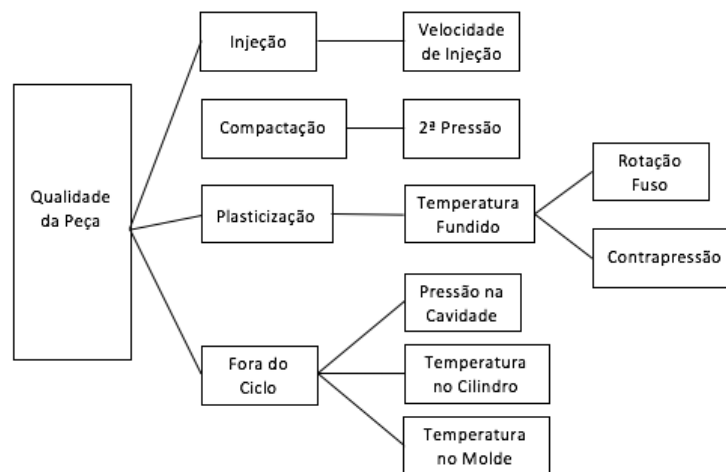 Injeção
Velocidade
de Injeção
Compactação
2ª Pressão
Rotação
Fuso
Qualidade
da Peça
Plasticização
Temperatura
Fundido
Contrapressão
Pressão na
Cavidade
Fora do
Ciclo
Temperatura
no Cilindro
Temperatura
no Molde